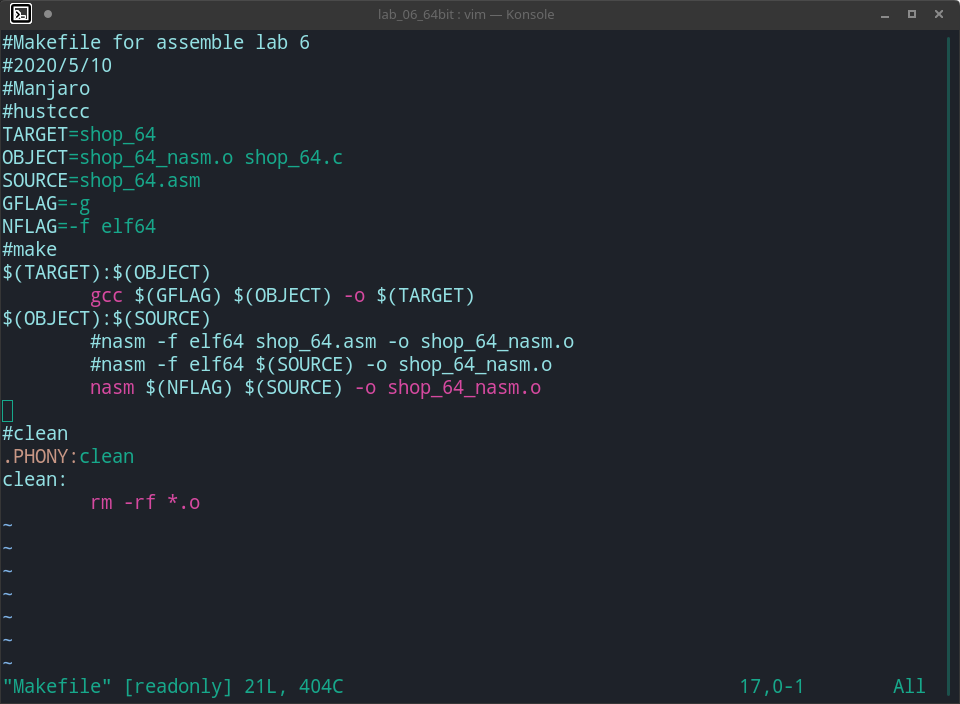 lab_06_64bit : vim — Konsole
#Makefile for assemble lab 6
#2020/5/10
#Manjaro
#hustccc
TARGET=shop_64
OBJECT=shop_64_nasm.o shop_64.c
SOURCE=shop_64.asm
GFLAG=-g
NFLAG=-f elf64
#make
$(TARGET):$(OBJECT)
        gcc $(GFLAG) $(OBJECT) -o $(TARGET)
$(OBJECT):$(SOURCE)
        #nasm -f elf64 shop_64.asm -o shop_64_nasm.o
        #nasm -f elf64 $(SOURCE) -o shop_64_nasm.o
        nasm $(NFLAG) $(SOURCE) -o shop_64_nasm.o
#clean
.PHONY:clean
clean:
        rm -rf *.o
~
~
~
~
~
~
~
"Makefile" [readonly] 21L, 404C 17,0-1 All